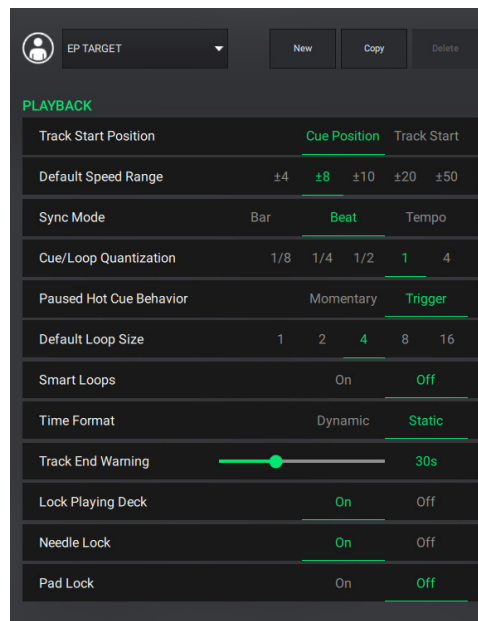 EP TARGET New Copy Delete
PLAYBACK
Track Start Position Cue Position Track Start
Default Speed Range ±4 ±8 ±10 ±20 ±50
Sync Mode Bar Beat Tempo
Cue/Loop Quantization 1/8 1/4 1/2 1 4
Paused Hot Cue Behavior Momentary Trigger
Default Loop Size 1 2 4 8 16
Smart Loops On Off
Time Format Dynamic Static
Track End Warning 30s
Lock Playing Deck On Off
Needle Lock On Off
Pad Lock On Off